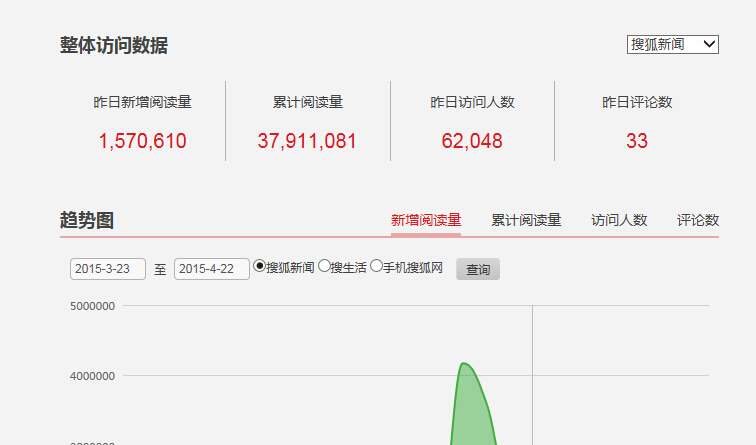 整体访问数据 搜狐新闻
昨日新增阅读量 累计阅读量 昨日访问人数 昨日评论数
1,570,610 37,911,081 62,048 33
趋势图 新增阅读量 累计阅读量 访问人数 评论数
2015-3-23 至 2015-4-22 搜狐新闻 搜生活 手机搜狐网 查询
5000000
4000000